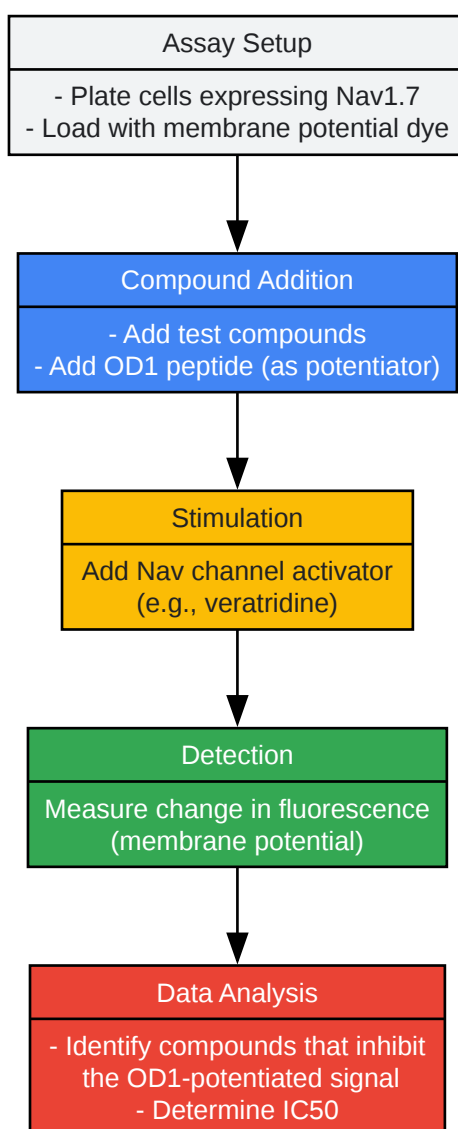 Assay Setup
- Plate cells expressing Nav1.7
- Load with membrane potential dye
Compound Addition
- Add test compounds
- Add OD1 peptide (as potentiator)
Stimulation
Add Nav channel activator
(e.g., veratridine)
Detection
Measure change in fluorescence
(membrane potential)
Data Analysis
- Identify compounds that inhibit
the OD1-potentiated signal
- Determine IC50